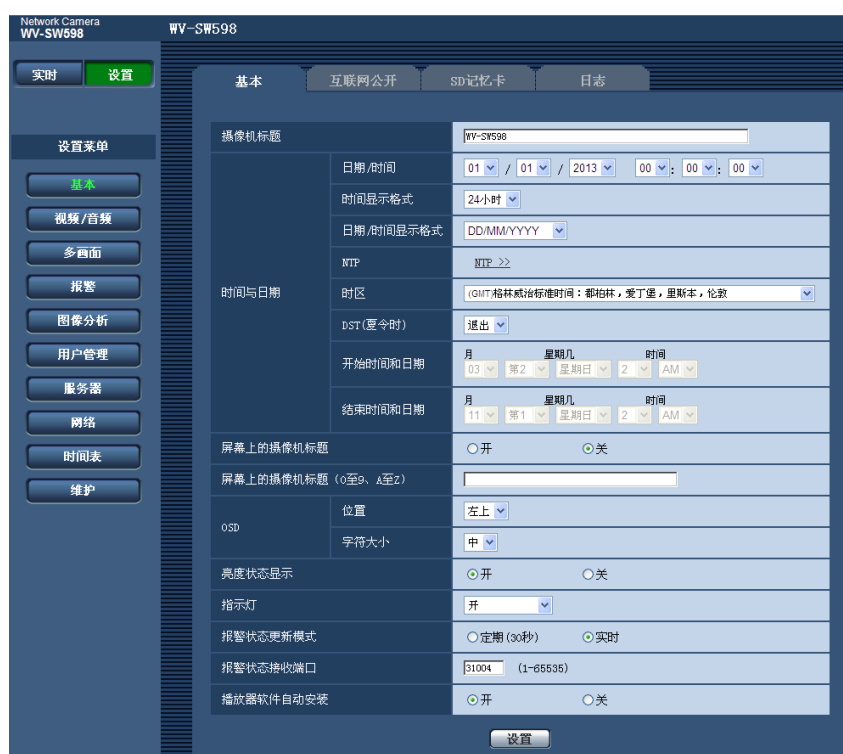 Network Camera
WV-SW598
WV-SW598
实时 设置
基本 互联网公开 SD记忆卡 日志
设置菜单
基本
视频/音频
多画面
报警
图像分析
用户管理
服务器
网络
时间表
维护
摄像机标题 WV-SW598
时间与日期
日期/时间 01 / 01 / 2013 00 : 00 : 00
时间显示格式 24小时
日期/时间显示格式 DD/MM/YYYY
NTP NTP >>
时区 (GMT)格林威治标准时间：都柏林，爱丁堡，里斯本，伦敦
DST(夏令时) 退出
开始时间和日期
月 星期几 时间
03 第2 星期日 2 AM
结束时间和日期
月 星期几 时间
11 第1 星期日 2 AM
屏幕上的摄像机标题 开 关
屏幕上的摄像机标题(0至9、A至Z)
OSD
位置 左上
字符大小 中
亮度状态显示 开 关
指示灯 开
报警状态更新模式 定期(30秒) 实时
报警状态接收端口 31004 (1-65535)
播放器软件自动安装 开 关
设置